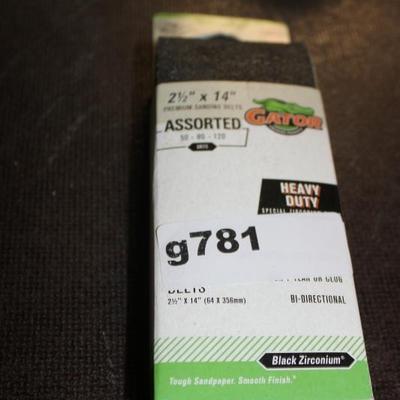 2½" x 14"
PREMIUM SANDING BELTS
GATOR
ASSORTED
50 - 80 - 120
GRITS
HEAVY
DUTY
g781
BELTS
2½" X 14" (64 X 356mm)
BI-DIRECTIONAL
Black Zirconium®
Tough Sandpaper. Smooth Finish.®